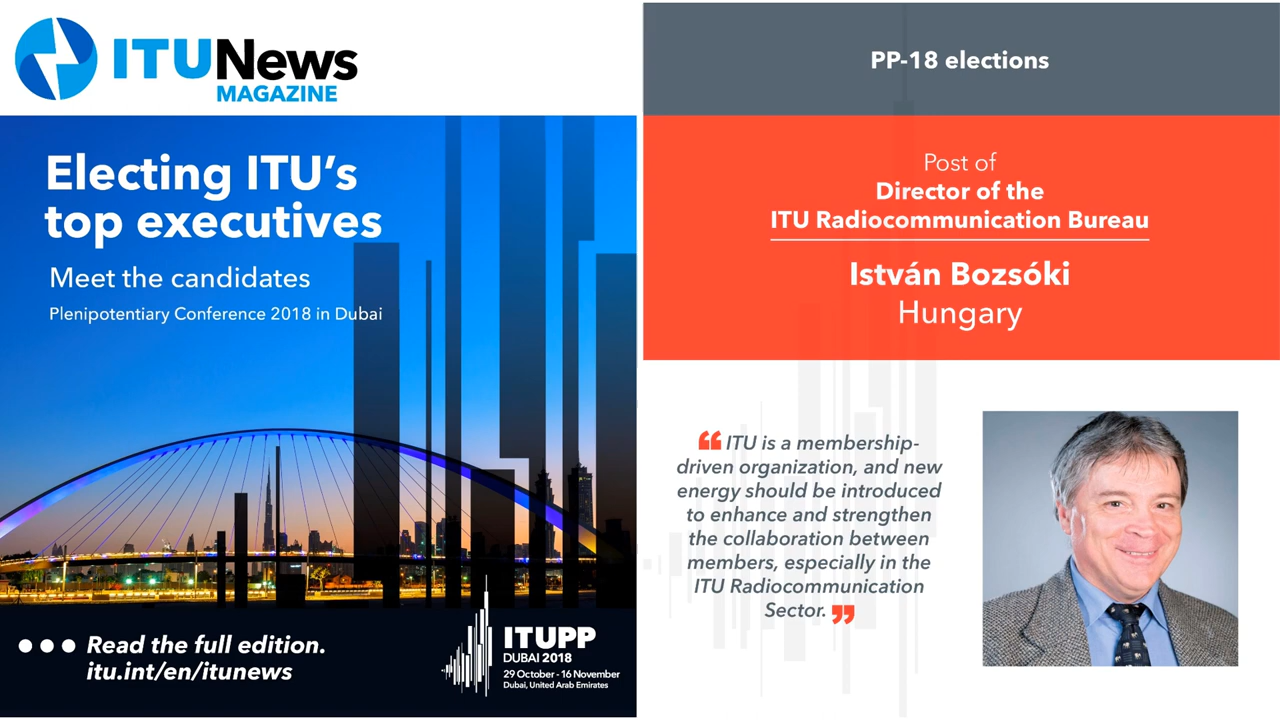 ITUNews
MAGAZINE
Electing ITU's
top executives
Meet the candidates
Plenipotentiary Conference 2018 in Dubai
Read the full edition.
itu.int/en/itunews
ITUPP
DUBAI 2018
29 October - 16 November
Dubai, United Arab Emirates
PP-18 elections
Post of
Director of the
ITU Radiocommunication Bureau
István Bozsóki
Hungary
❝ ITU is a membership-
driven organization, and new
energy should be introduced
to enhance and strengthen
the collaboration between
members, especially in the
ITU Radiocommunication
Sector. ❞